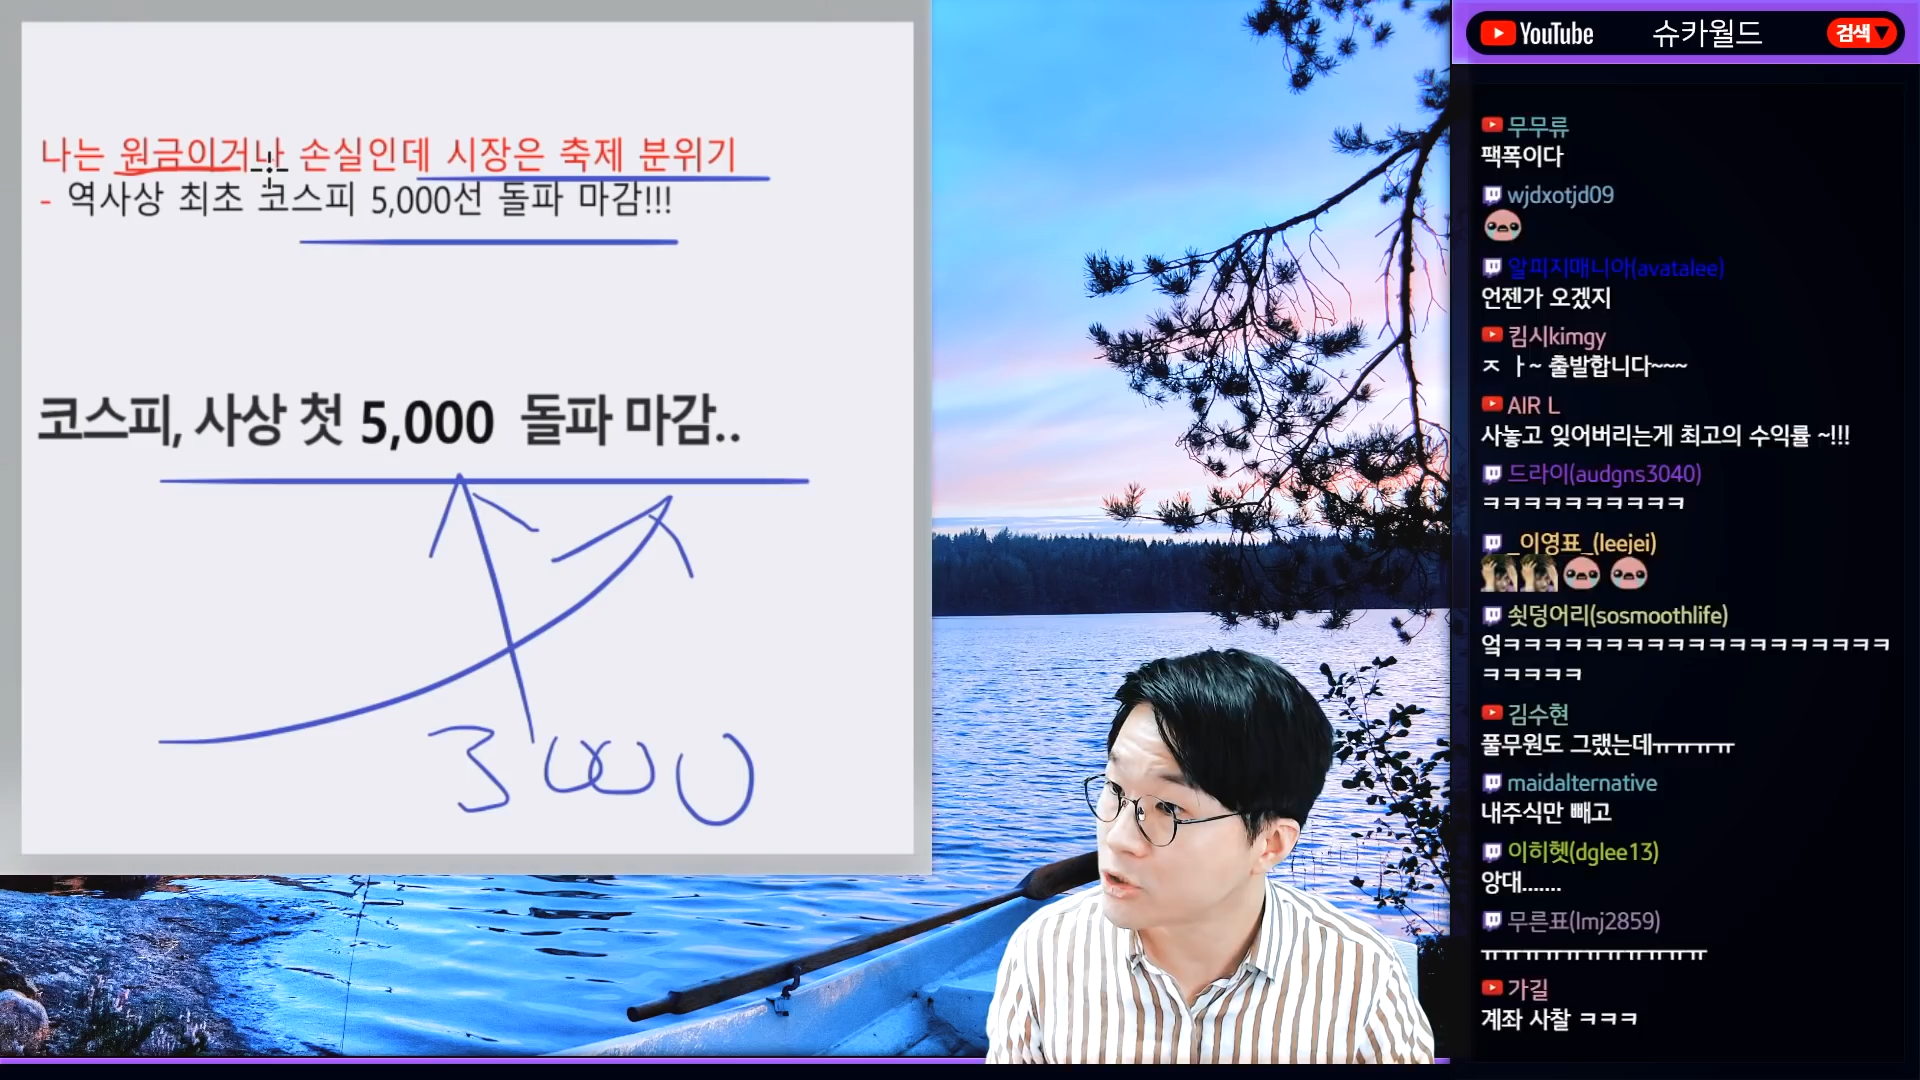 나는 원금이거나 손실인데 시장은 축제 분위기
- 역사상 최초 코스피 5,000선 돌파 마감!!!
코스피, 사상 첫 5,000 돌파 마감..
3000
YouTube 슈카월드 검색▼
무무류
팩폭이다
wjdxotjd09
알피지매니아(avatalee)
언젠가 오겠지
킴시kimgy
ㅈ ㅏ~ 출발합니다~~~
AIR L
사놓고 잊어버리는게 최고의 수익률 ~!!!
드라이(audgns3040)
ㅋㅋㅋㅋㅋㅋㅋㅋㅋㅋ
_이영표_(leejei)
쇳덩어리(sosmoothlife)
엌ㅋㅋㅋㅋㅋㅋㅋㅋㅋㅋㅋㅋㅋㅋㅋㅋㅋㅋㅋ
ㅋㅋㅋㅋㅋ
김수현
풀무원도 그랬는데ㅠㅠㅠㅠ
maidalternative
내주식만 빼고
이히헷(dglee13)
앙대.......
무른표(lmj2859)
ㅠㅠㅠㅠㅠㅠㅠㅠㅠㅠㅠ
가길
계좌 사찰 ㅋㅋㅋ